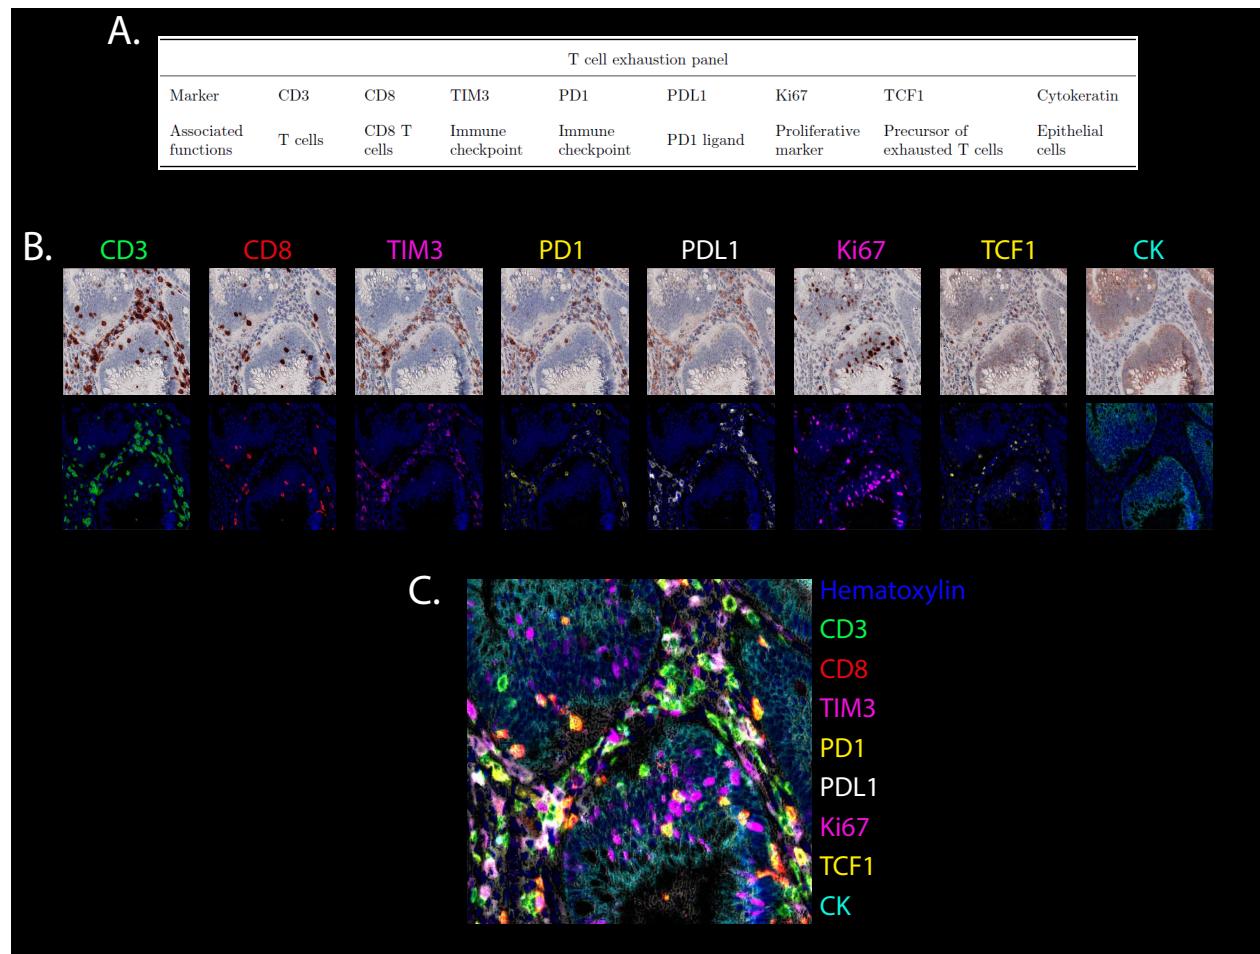 A.
T cell exhaustion panel
Marker CD3 CD8 TIM3 PD1 PDL1 Ki67 TCF1 Cytokeratin
Associated functions T cells CD8 T cells Immune checkpoint Immune checkpoint PD1 ligand Proliferative marker Precursor of exhausted T cells Epithelial cells
B.
CD3 CD8 TIM3 PD1 PDL1 Ki67 TCF1 CK
C.
Hematoxylin
CD3
CD8
TIM3
PD1
PDL1
Ki67
TCF1
CK